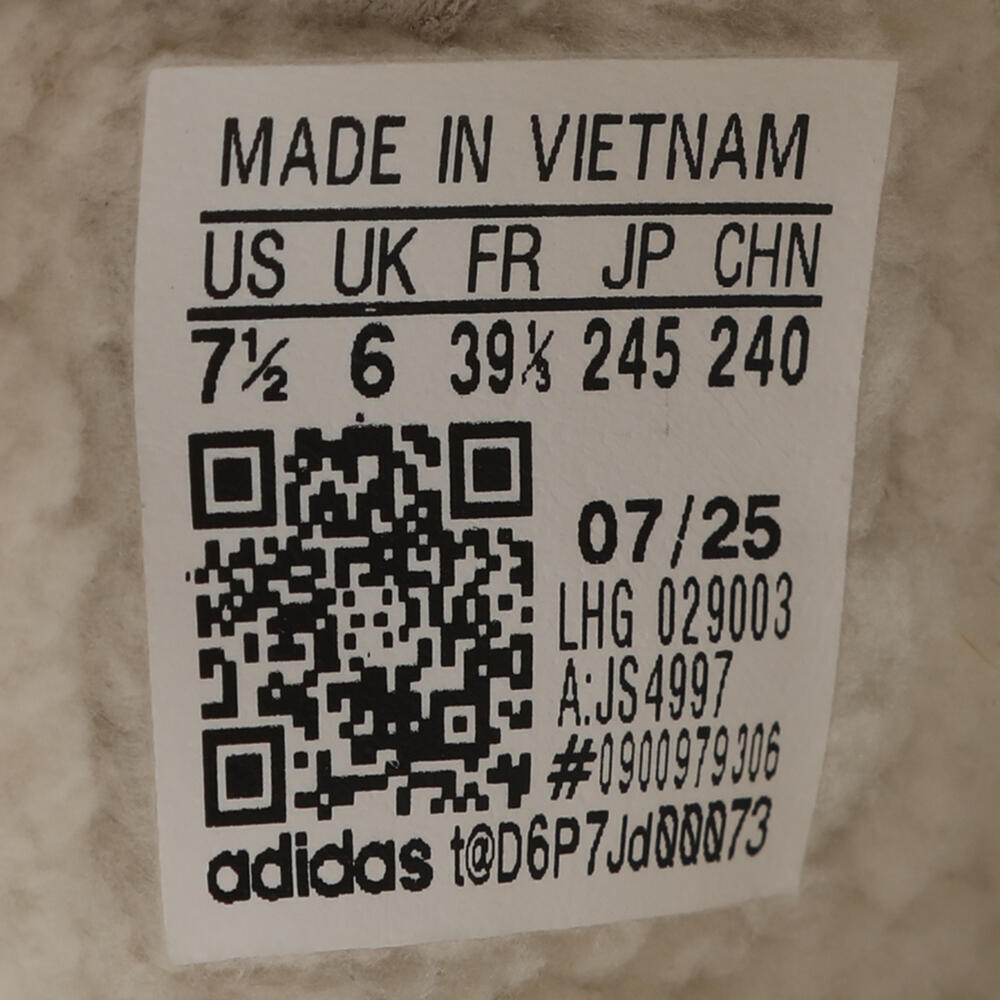 MADE IN VIETNAM
US UK FR JP CHN
7½ 6 39⅓ 245 240
07/25
LHG 029003
A:JS4997
#0900979306
adidas t@D6P7Jd00073